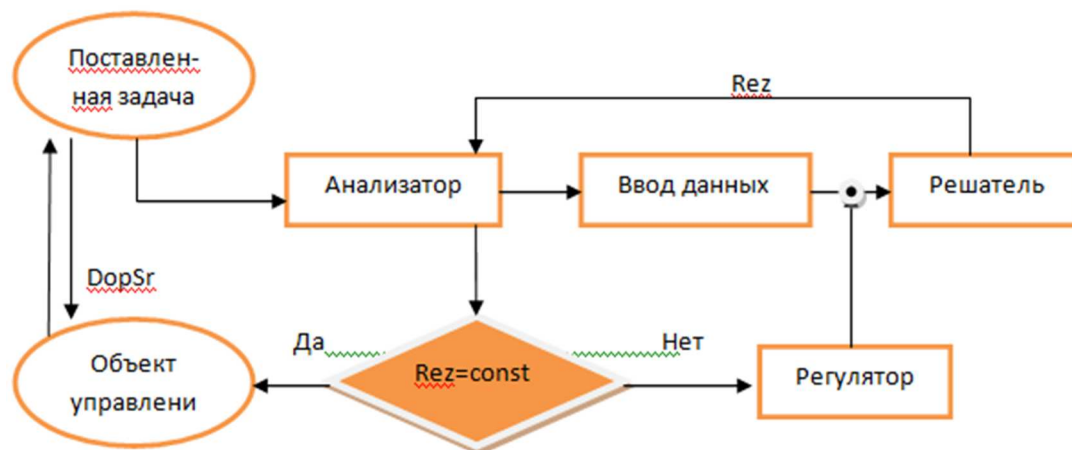 Поставлен-
ная задача
Rez
Анализатор
Ввод данных
Решатель
DopSr
Да
Нет
Rez=const
Объект
управлени
Регулятор